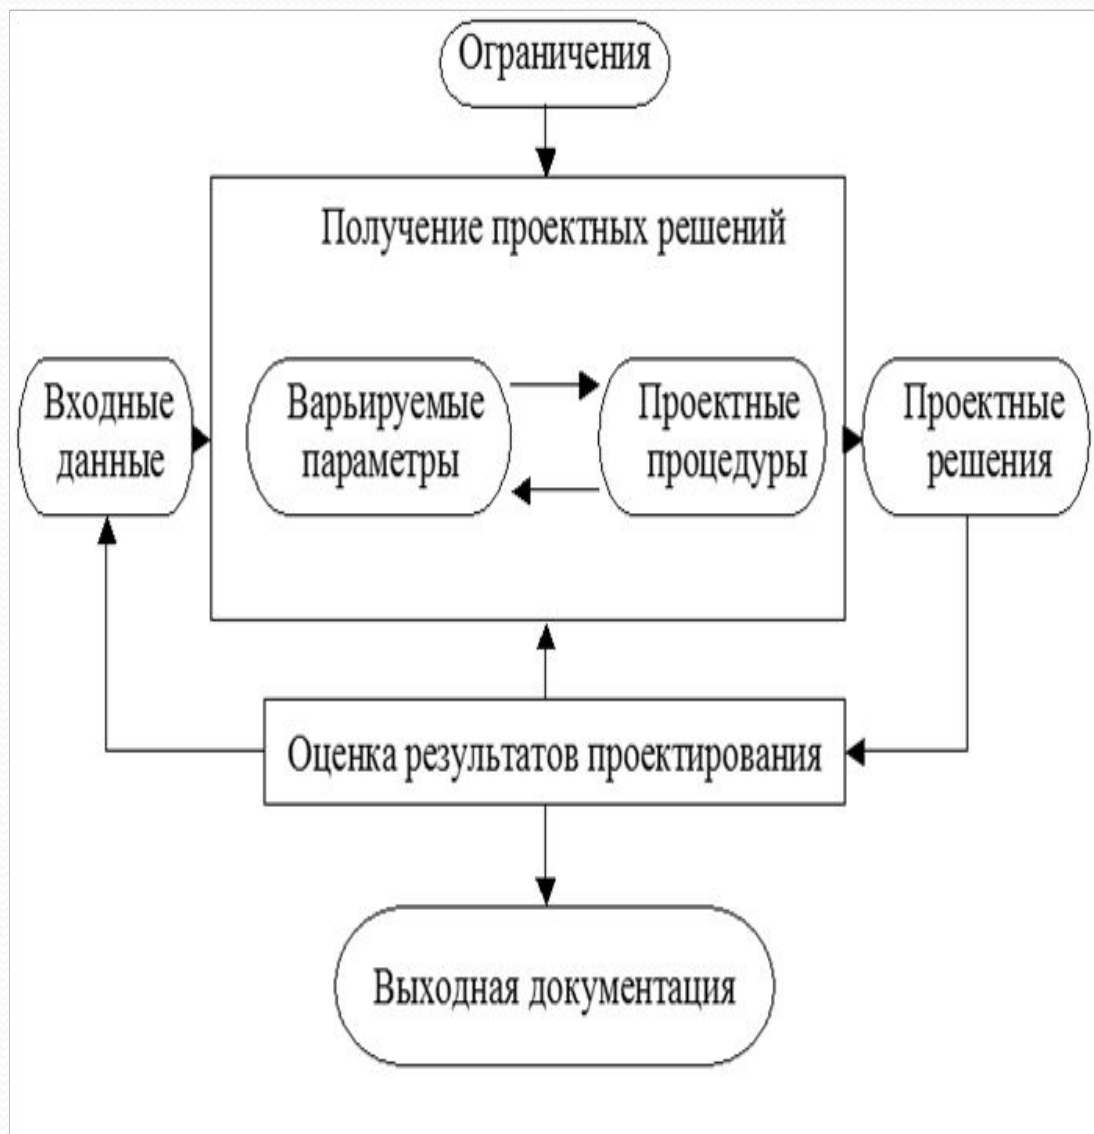 Ограничения
Получение проектных решений
Входные
данные
Варьируемые
параметры
Проектные
процедуры
Проектные
решения
Оценка результатов проектирования
Выходная документация